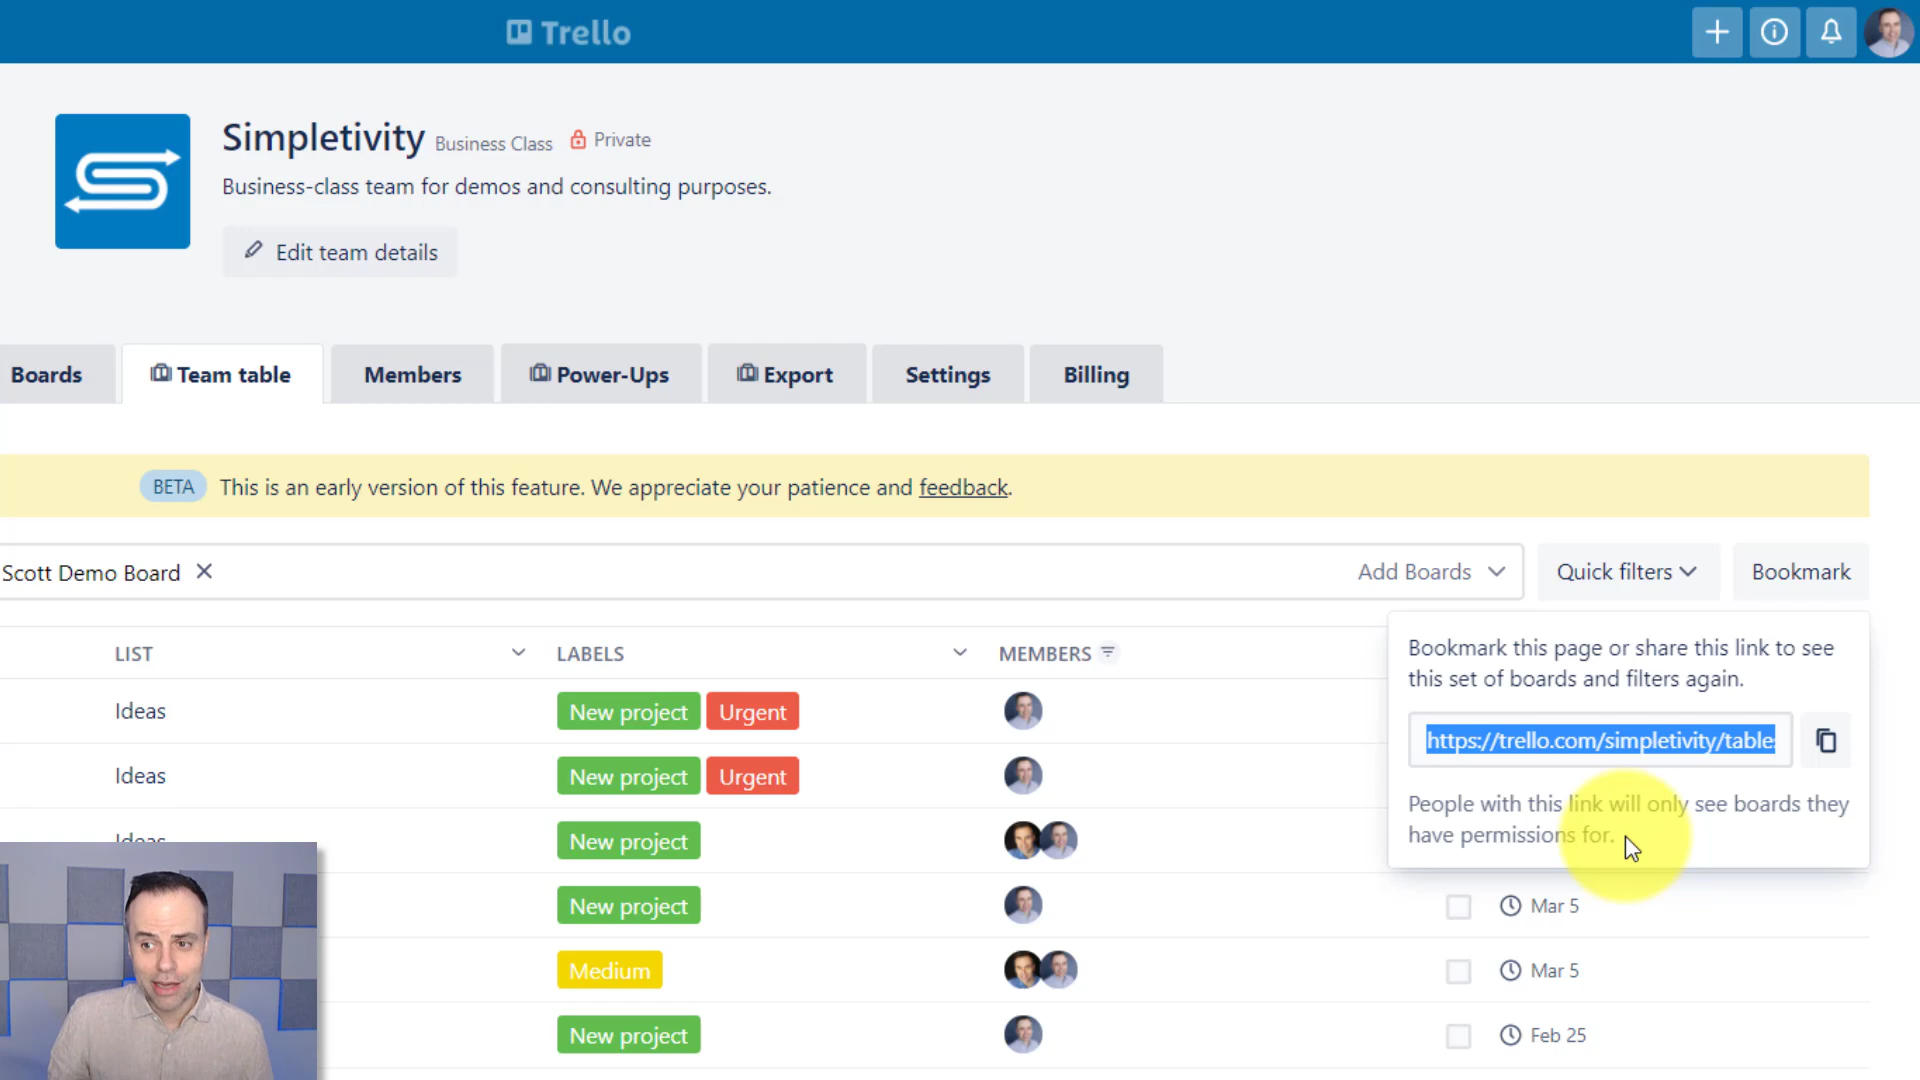 Trello
Simpletivity Business Class Private
Business-class team for demos and consulting purposes.
Edit team details
Boards Team table Members Power-Ups Export Settings Billing
BETA This is an early version of this feature. We appreciate your patience and feedback.
Scott Demo Board Add Boards Quick filters Bookmark
LIST LABELS MEMBERS
Bookmark this page or share this link to see
this set of boards and filters again.
https://trello.com/simpletivity/table
People with this link will only see boards they
have permissions for.
Ideas New project Urgent
Ideas New project Urgent
Ideas New project
New project Mar 5
Medium Mar 5
New project Feb 25